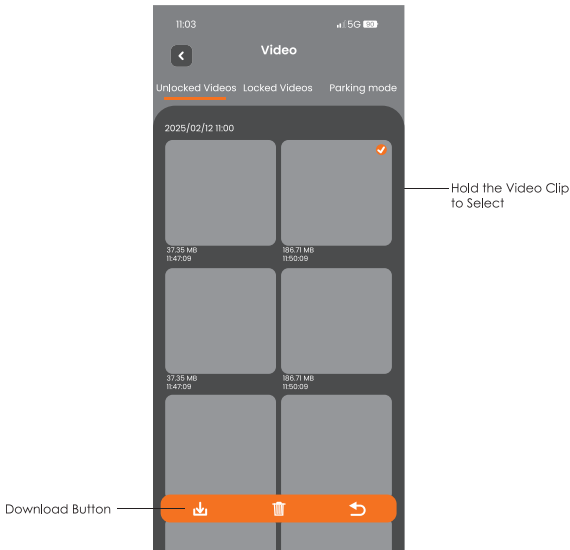 11:03
5G 90
Video
Unlocked Videos Locked Videos Parking mode
2025/02/12 11:00
Hold the Video Clip
to Select
37.35 MB
11:47:09
186.71 MB
11:50:09
37.35 MB
11:47:09
186.71 MB
11:50:09
Download Button